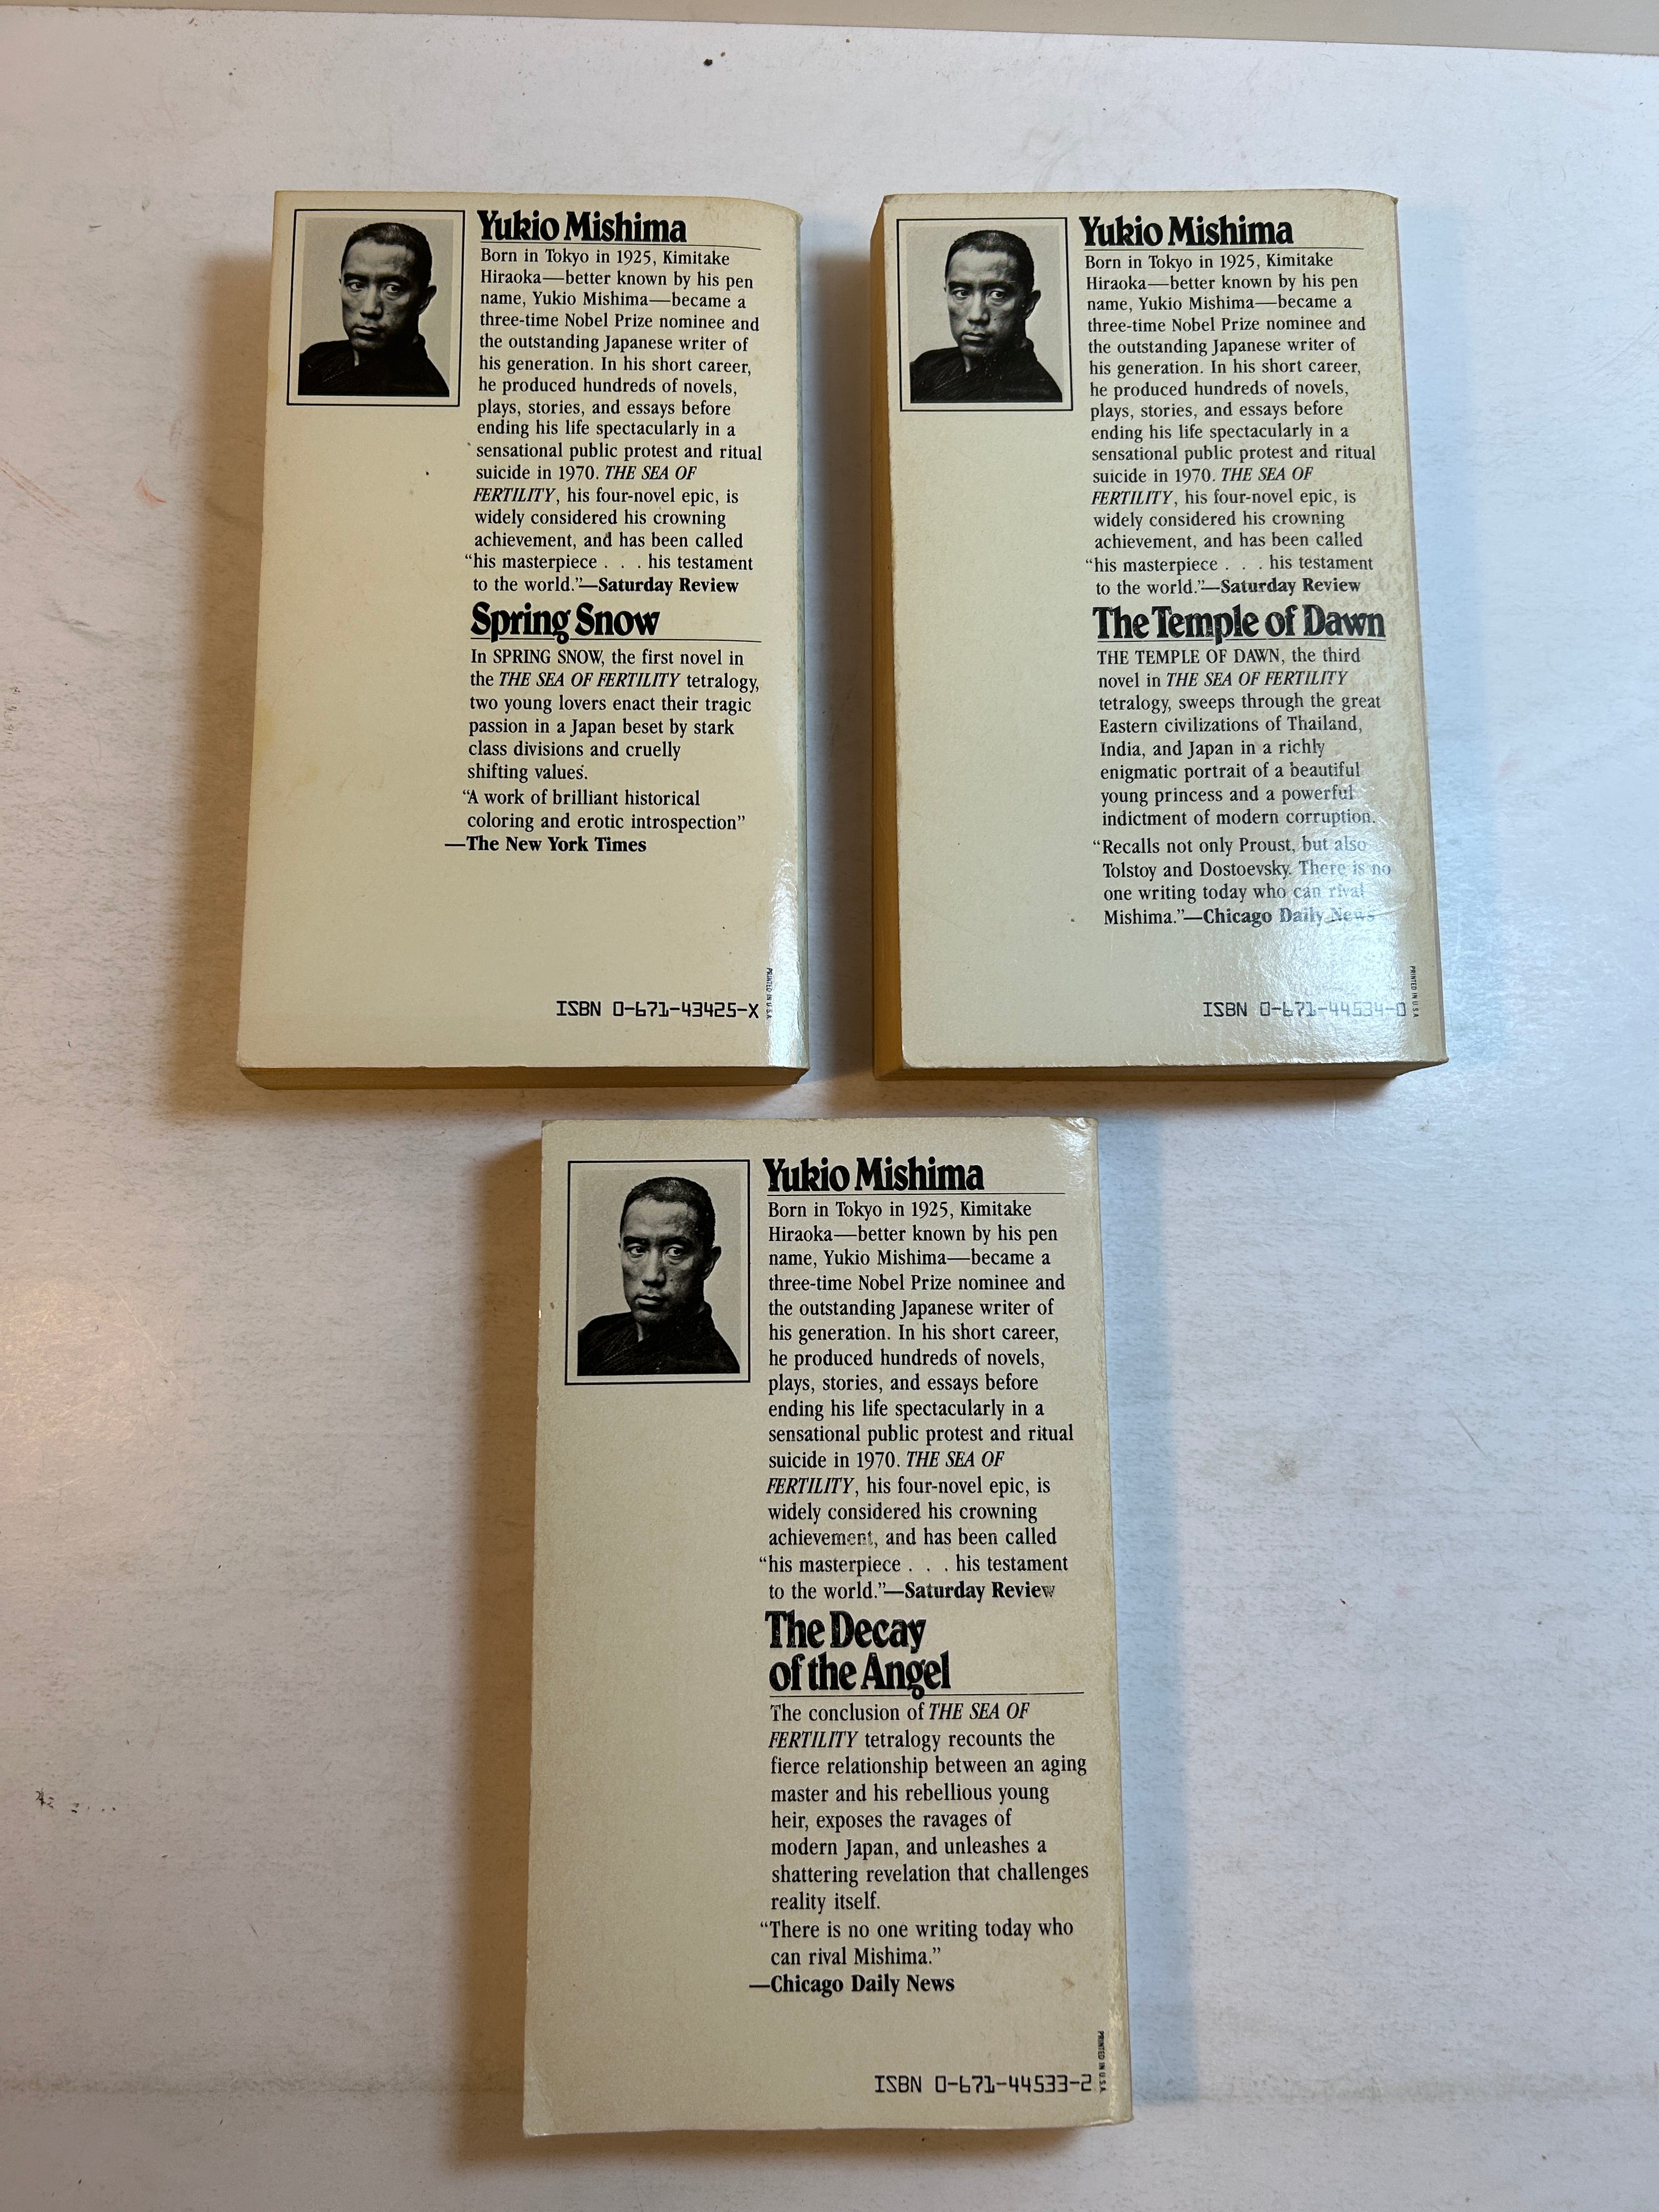 Yukio Mishima
Born in Tokyo in 1925, Kimitake
Hiraoka—better known by his pen
name, Yukio Mishima—became a
three-time Nobel Prize nominee and
the outstanding Japanese writer of
his generation. In his short career,
he produced hundreds of novels,
plays, stories, and essays before
ending his life spectacularly in a
sensational public protest and ritual
suicide in 1970. THE SEA OF
FERTILITY, his four-novel epic, is
widely considered his crowning
achievement, and has been called
“his masterpiece . . . his testament
to the world.”—Saturday Review
Spring Snow
In SPRING SNOW, the first novel in
the THE SEA OF FERTILITY tetralogy,
two young lovers enact their tragic
passion in a Japan beset by stark
class divisions and cruelly
shifting values.
“A work of brilliant historical
coloring and erotic introspection”
—The New York Times
ISBN 0-671-43425-X
PRINTED IN U.S.A.
Yukio Mishima
Born in Tokyo in 1925, Kimitake
Hiraoka—better known by his pen
name, Yukio Mishima—became a
three-time Nobel Prize nominee and
the outstanding Japanese writer of
his generation. In his short career,
he produced hundreds of novels,
plays, stories, and essays before
ending his life spectacularly in a
sensational public protest and ritual
suicide in 1970. THE SEA OF
FERTILITY, his four-novel epic, is
widely considered his crowning
achievement, and has been called
“his masterpiece . . . his testament
to the world.”—Saturday Review
The Temple of Dawn
THE TEMPLE OF DAWN, the third
novel in THE SEA OF FERTILITY
tetralogy, sweeps through the great
Eastern civilizations of Thailand,
India, and Japan in a richly
enigmatic portrait of a beautiful
young princess and a powerful
indictment of modern corruption.
“Recalls not only Proust, but also
Tolstoy and Dostoevsky. There is no
one writing today who can rival
Mishima.”—Chicago Daily News
ISBN 0-671-44534-0
PRINTED IN U.S.A.
Yukio Mishima
Born in Tokyo in 1925, Kimitake
Hiraoka—better known by his pen
name, Yukio Mishima—became a
three-time Nobel Prize nominee and
the outstanding Japanese writer of
his generation. In his short career,
he produced hundreds of novels,
plays, stories, and essays before
ending his life spectacularly in a
sensational public protest and ritual
suicide in 1970. THE SEA OF
FERTILITY, his four-novel epic, is
widely considered his crowning
achievement, and has been called
“his masterpiece . . . his testament
to the world.”—Saturday Review
The Decay
of the Angel
The conclusion of THE SEA OF
FERTILITY tetralogy recounts the
fierce relationship between an aging
master and his rebellious young
heir, exposes the ravages of
modern Japan, and unleashes a
shattering revelation that challenges
reality itself.
“There is no one writing today who
can rival Mishima.”
—Chicago Daily News
ISBN 0-671-44533-2
PRINTED IN U.S.A.